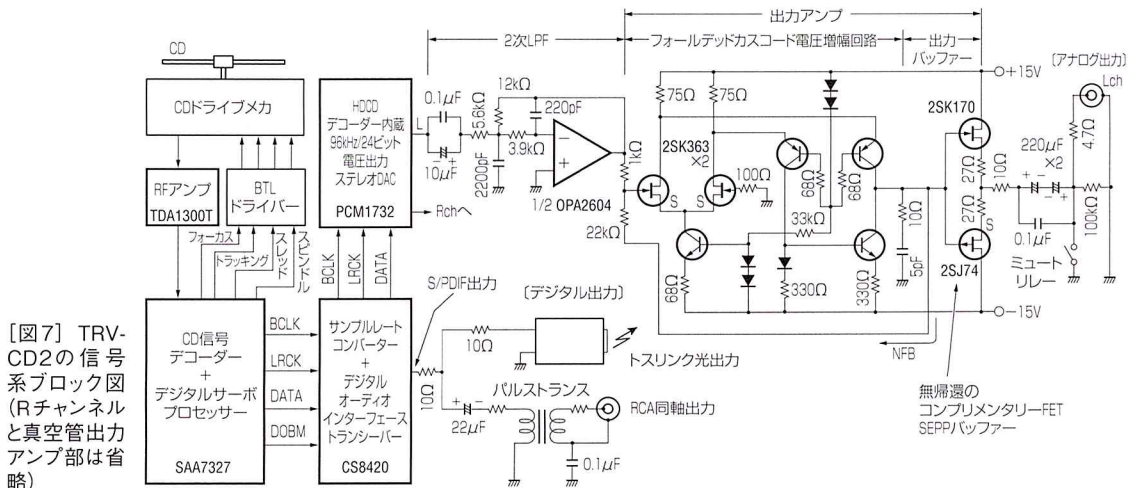 出力アンプ
2次LPF
フォールデッドカスコード電圧増幅回路
出力
バッファー
CD
CDドライブメカ
RFアンプ
TDA1300T
BTL
ドライバー
フォーカス
トラッキング
スレッド
スピンドル
CD信号
デコーダー
+
デジタルサーボ
プロセッサー
SAA7327
BCLK
LRCK
DATA
DOBM
サンプルレート
コンバーター
+
デジタル
オーディオ
インターフェース
トランシーバー
CS8420
BCLK
LRCK
DATA
HDCD
デコーダー内蔵
96kHz/24ビット
電圧出力
ステレオDAC
PCM1732
L
Rchへ
0.1μF
- +
10μF
5.6kΩ
2200pF
12kΩ
3.9kΩ
220pF
-
+
1/2 OPA2604
1kΩ
22kΩ
75Ω
75Ω
2SK363
×2
S
S
100Ω
68Ω
68Ω
68Ω
33kΩ
330Ω
330Ω
10Ω
5pF
+15V
-15V
NFB
2SK170
27Ω
27Ω
S
2SJ74
10Ω
220μF
×2
+ - - +
0.1μF
ミュート
リレー
100kΩ
4.7Ω
〔アナログ出力〕
Lch
無帰還の
コンプリメンタリーFET
SEPPバッファー
S/PDIF出力
〔デジタル出力〕
10Ω
10Ω
トスリンク光出力
パルストランス
+ -
22μF
RCA同軸出力
0.1μF
[図7] TRV-
CD2の信号
系ブロック図
(Rチャンネル
と真空管出力
アンプ部は省
略)